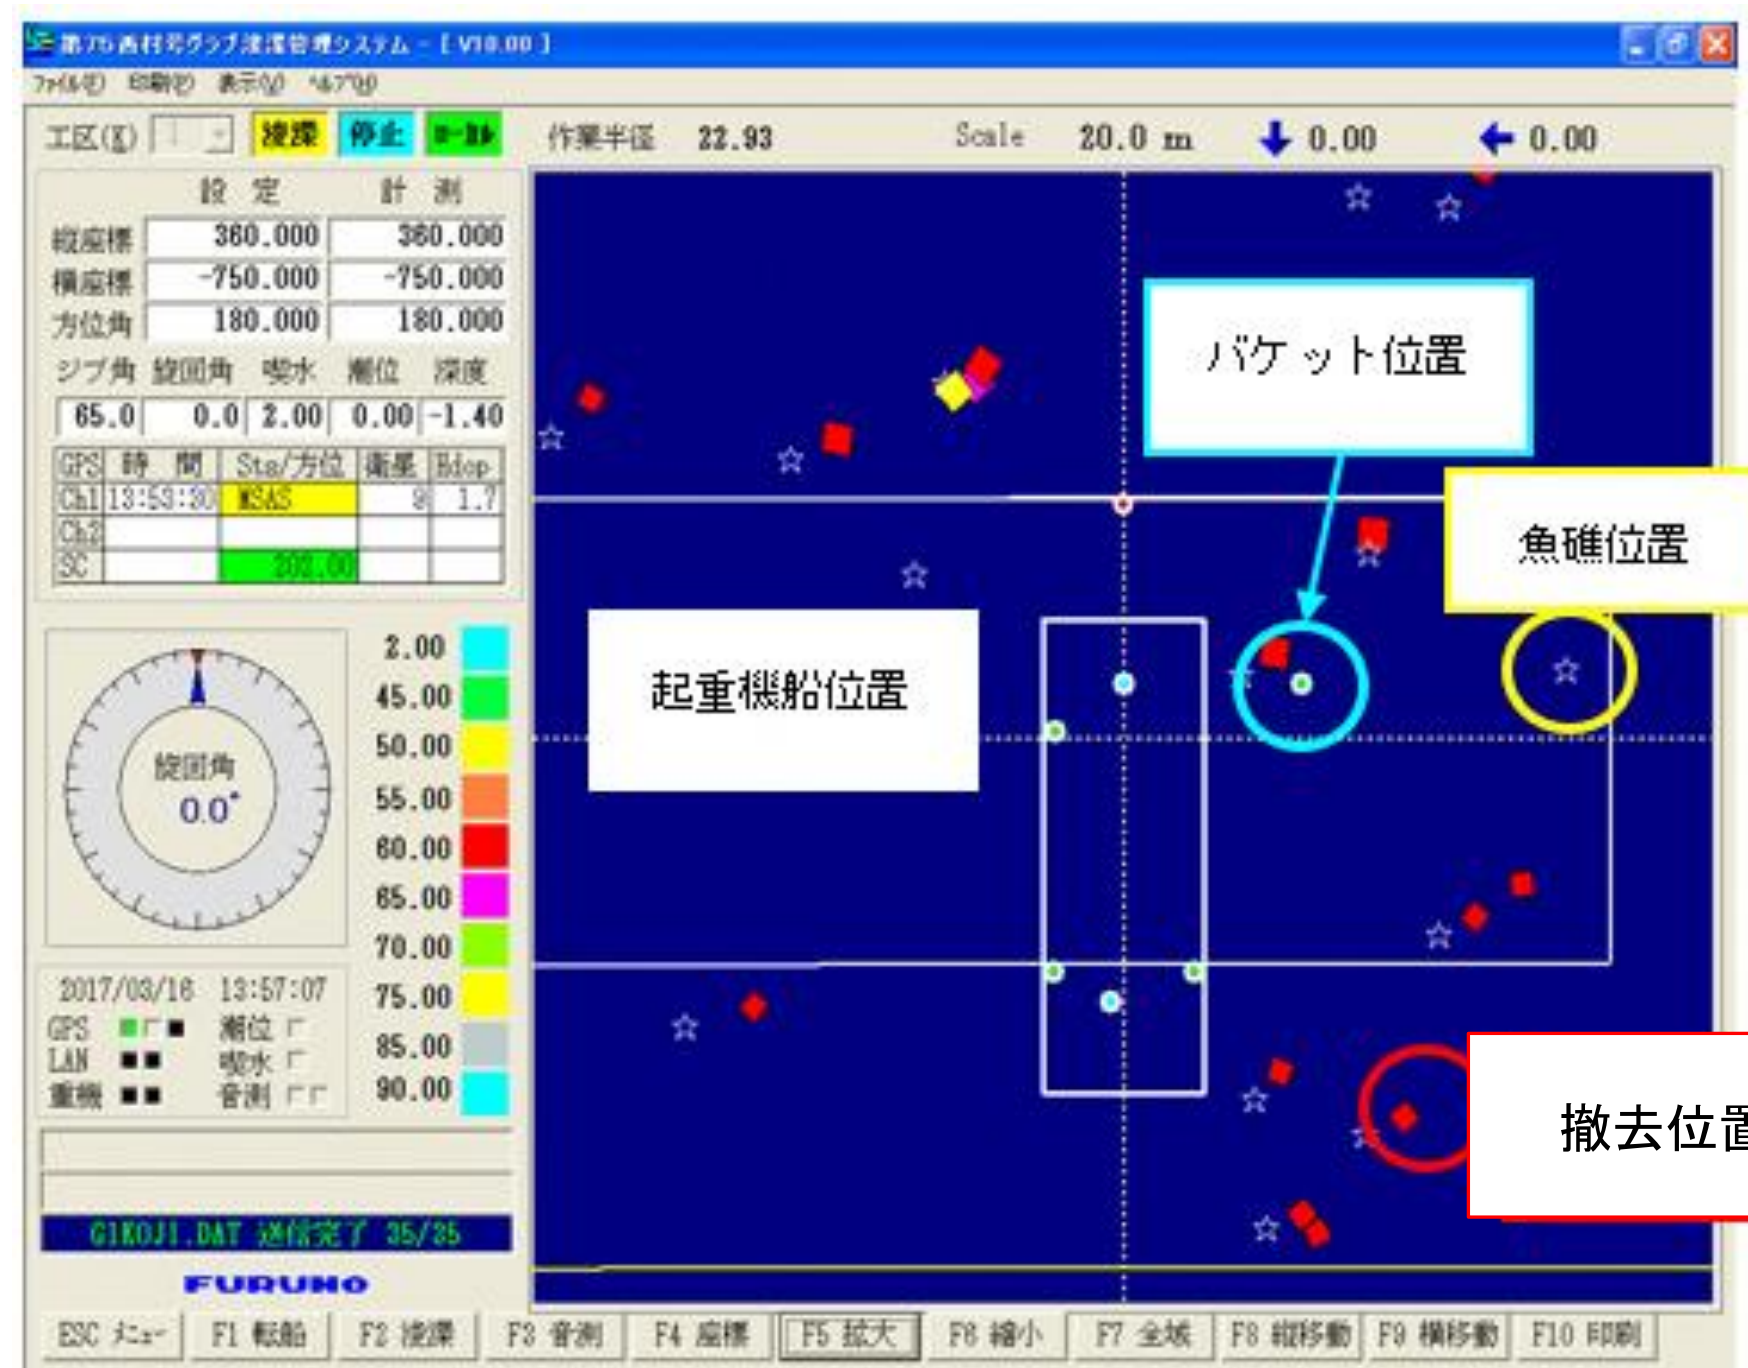 第75西村号グラブ浚渫管理システム - [ V10.00 ]
ファイル(F) 印刷(P) 表示(V) ヘルプ(H)
工区(K) 1 浚渫 停止 ローカル 作業半径 22.93 Scale 20.0 m 0.00 0.00
設 定 計 測
縦座標 360.000 360.000
横座標 -750.000 -750.000
方位角 180.000 180.000
ジブ角 旋回角 喫水 潮位 深度
65.0 0.0 2.00 0.00 -1.40
GPS 時 間 Sta/方位 衛星 Hdop
Ch1 13:53:30 MSAS 9 1.7
Ch2
SC 202.00
バケット位置
魚礁位置
起重機船位置
撤去位置
旋回角
0.0°
2.00
45.00
50.00
55.00
60.00
65.00
70.00
75.00
85.00
90.00
2017/03/16 13:57:07
GPS 潮位
LAN 喫水
重機 音測
GIKOJI.DAT 送信完了 35/35
FURUNO
ESC メニュー F1 転船 F2 浚渫 F3 音測 F4 座標 F5 拡大 F6 縮小 F7 全域 F8 縦移動 F9 横移動 F10 印刷